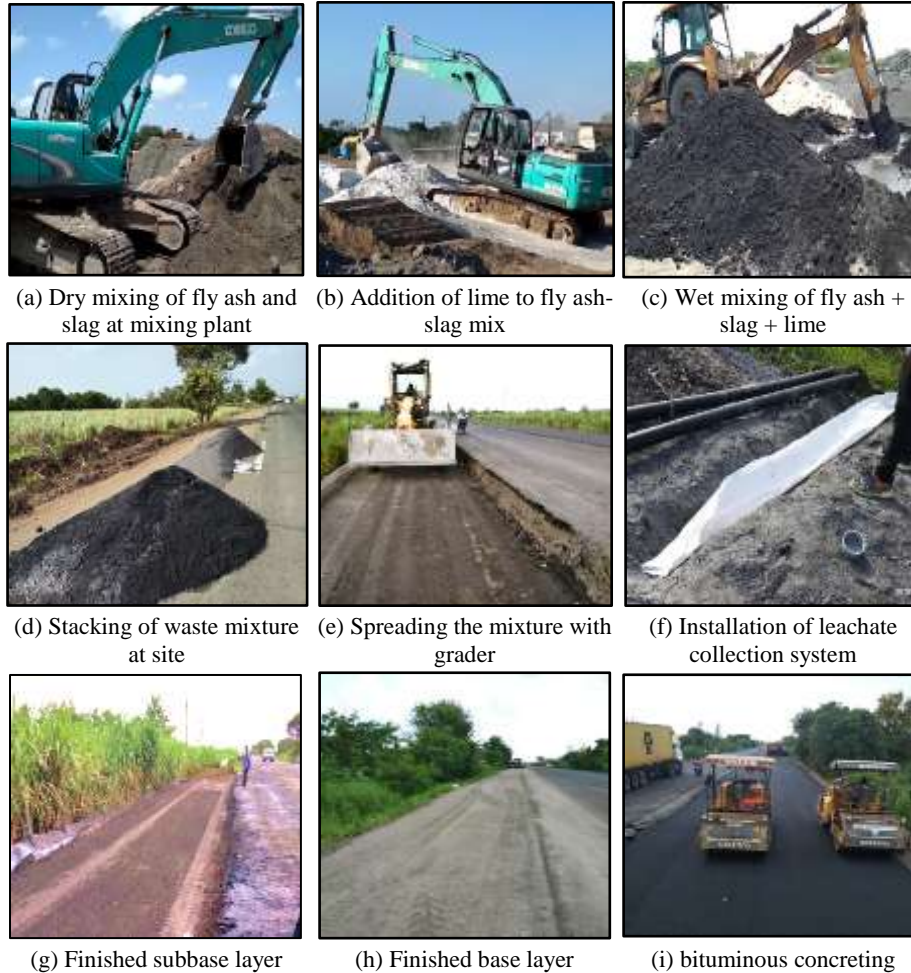 (a) Dry mixing of fly ash and
slag at mixing plant
(b) Addition of lime to fly ash-
slag mix
(c) Wet mixing of fly ash +
slag + lime
(d) Stacking of waste mixture
at site
(e) Spreading the mixture with
grader
(f) Installation of leachate
collection system
(g) Finished subbase layer
(h) Finished base layer
(i) bituminous concreting